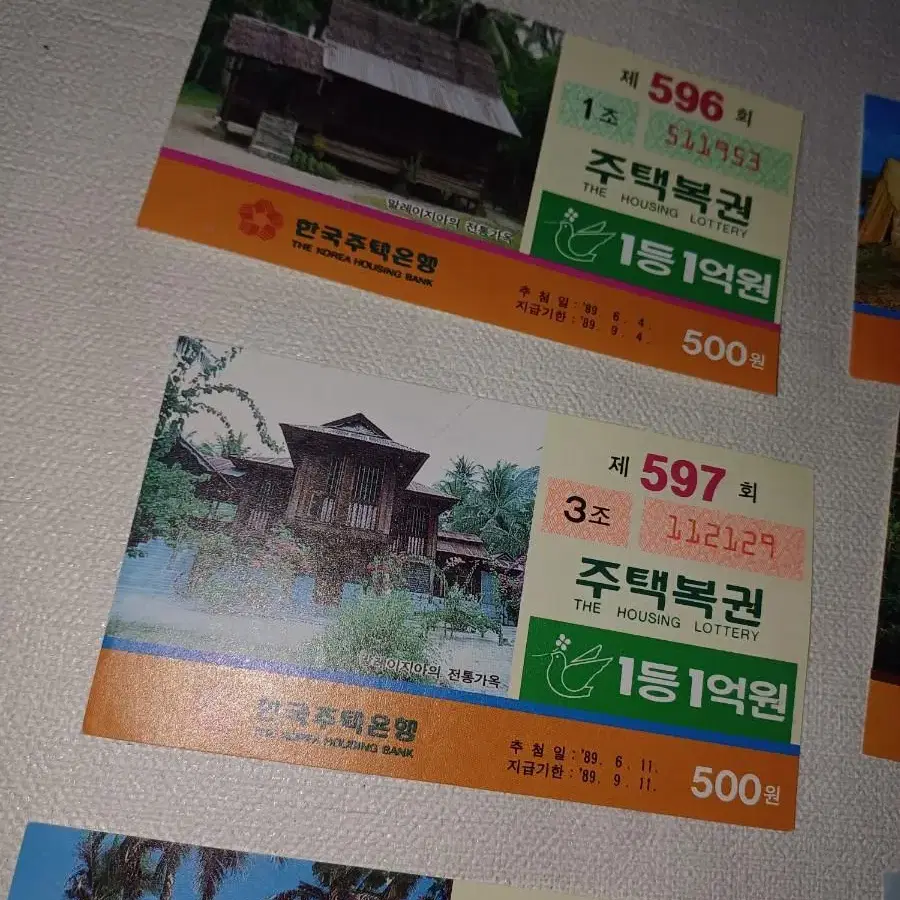 제 596 회
1조 511953
주택복권
THE HOUSING LOTTERY
1등 1억원
말레이지아의 전통가옥
한국주택은행
THE KOREA HOUSING BANK
추 첨 일 : '89. 6. 4.
지급기한 : '89. 9. 4.
500원
제 597 회
3조 112129
주택복권
THE HOUSING LOTTERY
1등 1억원
말레이지아의 전통가옥
한국주택은행
THE KOREA HOUSING BANK
추 첨 일 : '89. 6. 11.
지급기한 : '89. 9. 11.
500원